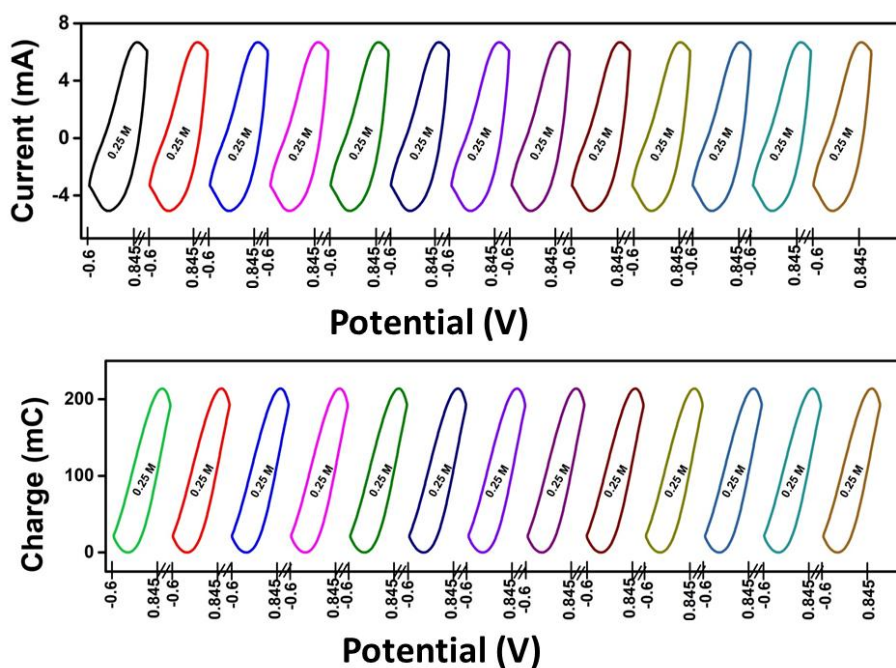 Current (mA)
8
4
0
-4
0.25 M 0.25 M 0.25 M 0.25 M 0.25 M 0.25 M 0.25 M 0.25 M 0.25 M 0.25 M 0.25 M 0.25 M 0.25 M
-0.6 0.845 -0.6 0.845 -0.6 0.845 -0.6 0.845 -0.6 0.845 -0.6 0.845 -0.6 0.845 -0.6 0.845 -0.6 0.845 -0.6 0.845 -0.6 0.845 -0.6 0.845 -0.6 0.845
Potential (V)
Charge (mC)
200
100
0
0.25 M 0.25 M 0.25 M 0.25 M 0.25 M 0.25 M 0.25 M 0.25 M 0.25 M 0.25 M 0.25 M 0.25 M 0.25 M
-0.6 0.845 -0.6 0.845 -0.6 0.845 -0.6 0.845 -0.6 0.845 -0.6 0.845 -0.6 0.845 -0.6 0.845 -0.6 0.845 -0.6 0.845 -0.6 0.845 -0.6 0.845 -0.6 0.845
Potential (V)